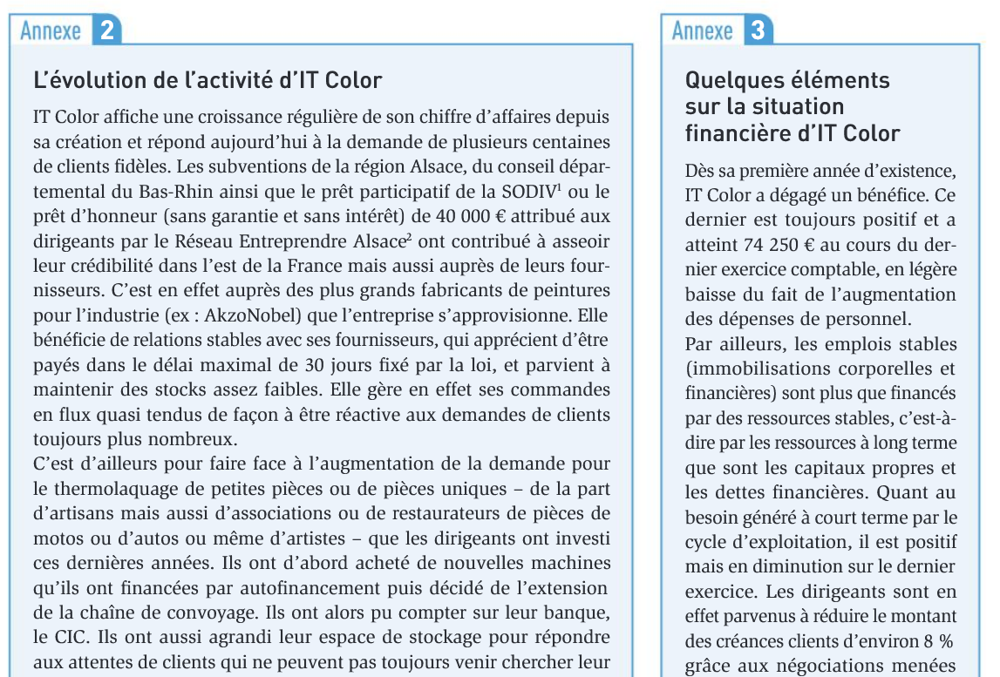 Annexe 2
L’évolution de l’activité d’IT Color
IT Color affiche une croissance régulière de son chiffre d’affaires depuis
sa création et répond aujourd’hui à la demande de plusieurs centaines
de clients fidèles. Les subventions de la région Alsace, du conseil dépar-
temental du Bas-Rhin ainsi que le prêt participatif de la SODIV¹ ou le
prêt d’honneur (sans garantie et sans intérêt) de 40 000 € attribué aux
dirigeants par le Réseau Entreprendre Alsace² ont contribué à asseoir
leur crédibilité dans l’est de la France mais aussi auprès de leurs four-
nisseurs. C’est en effet auprès des plus grands fabricants de peintures
pour l’industrie (ex : AkzoNobel) que l’entreprise s’approvisionne. Elle
bénéficie de relations stables avec ses fournisseurs, qui apprécient d’être
payés dans le délai maximal de 30 jours fixé par la loi, et parvient à
maintenir des stocks assez faibles. Elle gère en effet ses commandes
en flux quasi tendus de façon à être réactive aux demandes de clients
toujours plus nombreux.
C’est d’ailleurs pour faire face à l’augmentation de la demande pour
le thermolaquage de petites pièces ou de pièces uniques – de la part
d’artisans mais aussi d’associations ou de restaurateurs de pièces de
motos ou d’autos ou même d’artistes – que les dirigeants ont investi
ces dernières années. Ils ont d’abord acheté de nouvelles machines
qu’ils ont financées par autofinancement puis décidé de l’extension
de la chaîne de convoyage. Ils ont alors pu compter sur leur banque,
le CIC. Ils ont aussi agrandi leur espace de stockage pour répondre
aux attentes de clients qui ne peuvent pas toujours venir chercher leur
Annexe 3
Quelques éléments
sur la situation
financière d’IT Color
Dès sa première année d’existence,
IT Color a dégagé un bénéfice. Ce
dernier est toujours positif et a
atteint 74 250 € au cours du der-
nier exercice comptable, en légère
baisse du fait de l’augmentation
des dépenses de personnel.
Par ailleurs, les emplois stables
(immobilisations corporelles et
financières) sont plus que financés
par des ressources stables, c’est-à-
dire par les ressources à long terme
que sont les capitaux propres et
les dettes financières. Quant au
besoin généré à court terme par le
cycle d’exploitation, il est positif
mais en diminution sur le dernier
exercice. Les dirigeants sont en
effet parvenus à réduire le montant
des créances clients d’environ 8 %
grâce aux négociations menées